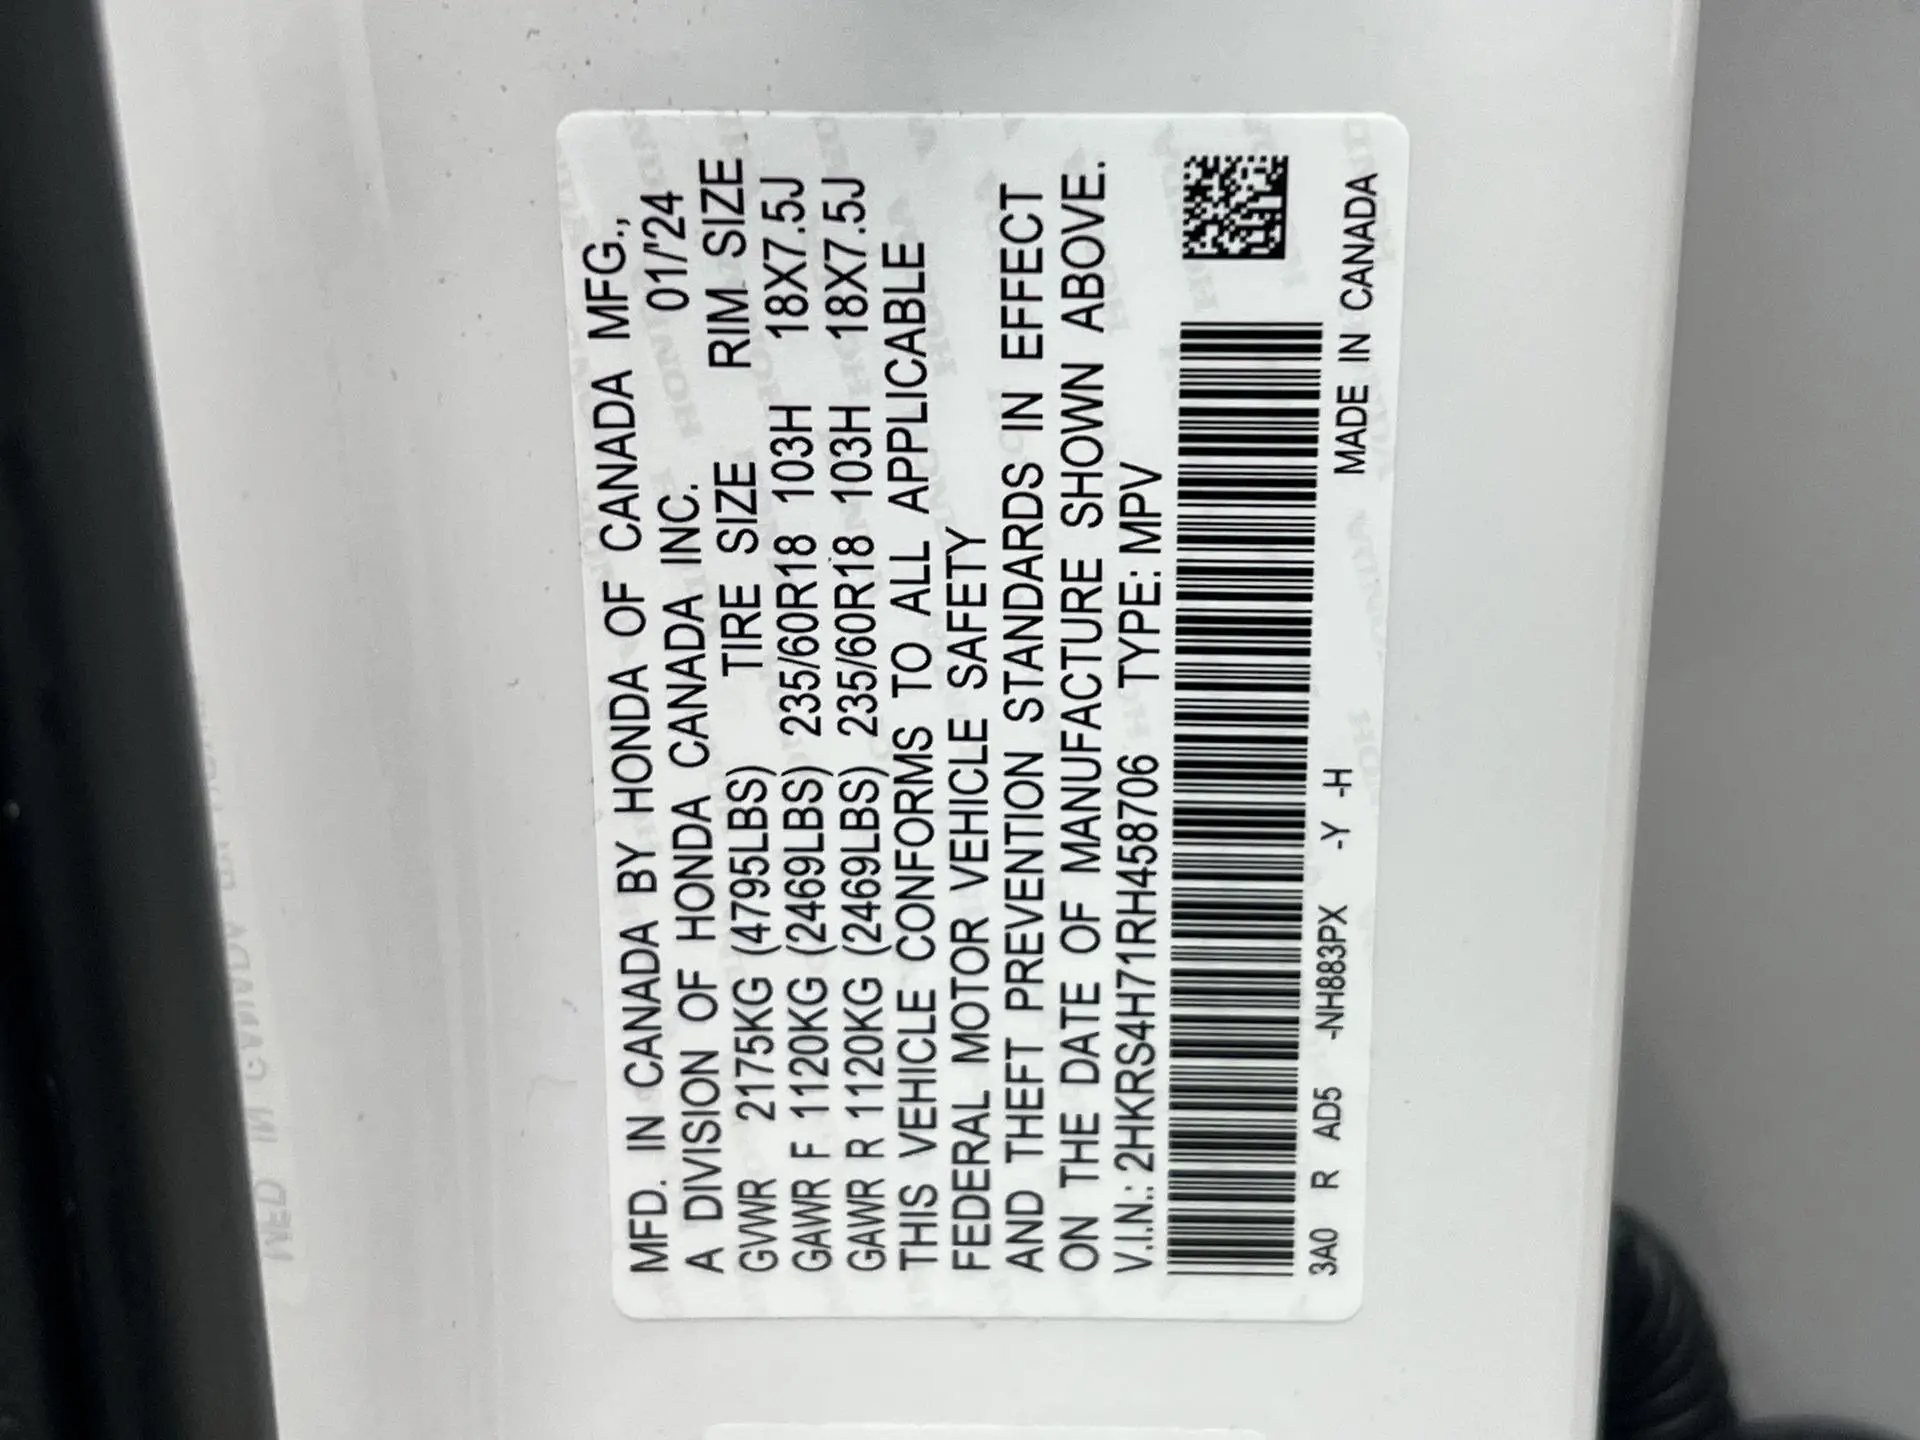 MFD. IN CANADA BY HONDA OF CANADA MFG.,
A DIVISION OF HONDA CANADA INC. 01/'24
GVWR 2175KG (4795LBS) TIRE SIZE RIM SIZE
GAWR F 1120KG (2469LBS) 235/60R18 103H 18X7.5J
GAWR R 1120KG (2469LBS) 235/60R18 103H 18X7.5J
THIS VEHICLE CONFORMS TO ALL APPLICABLE
FEDERAL MOTOR VEHICLE SAFETY
AND THEFT PREVENTION STANDARDS IN EFFECT
ON THE DATE OF MANUFACTURE SHOWN ABOVE.
V.I.N.: 2HKRS4H71RH458706 TYPE: MPV
3A0 R AD5 -NH883PX -Y -H MADE IN CANADA